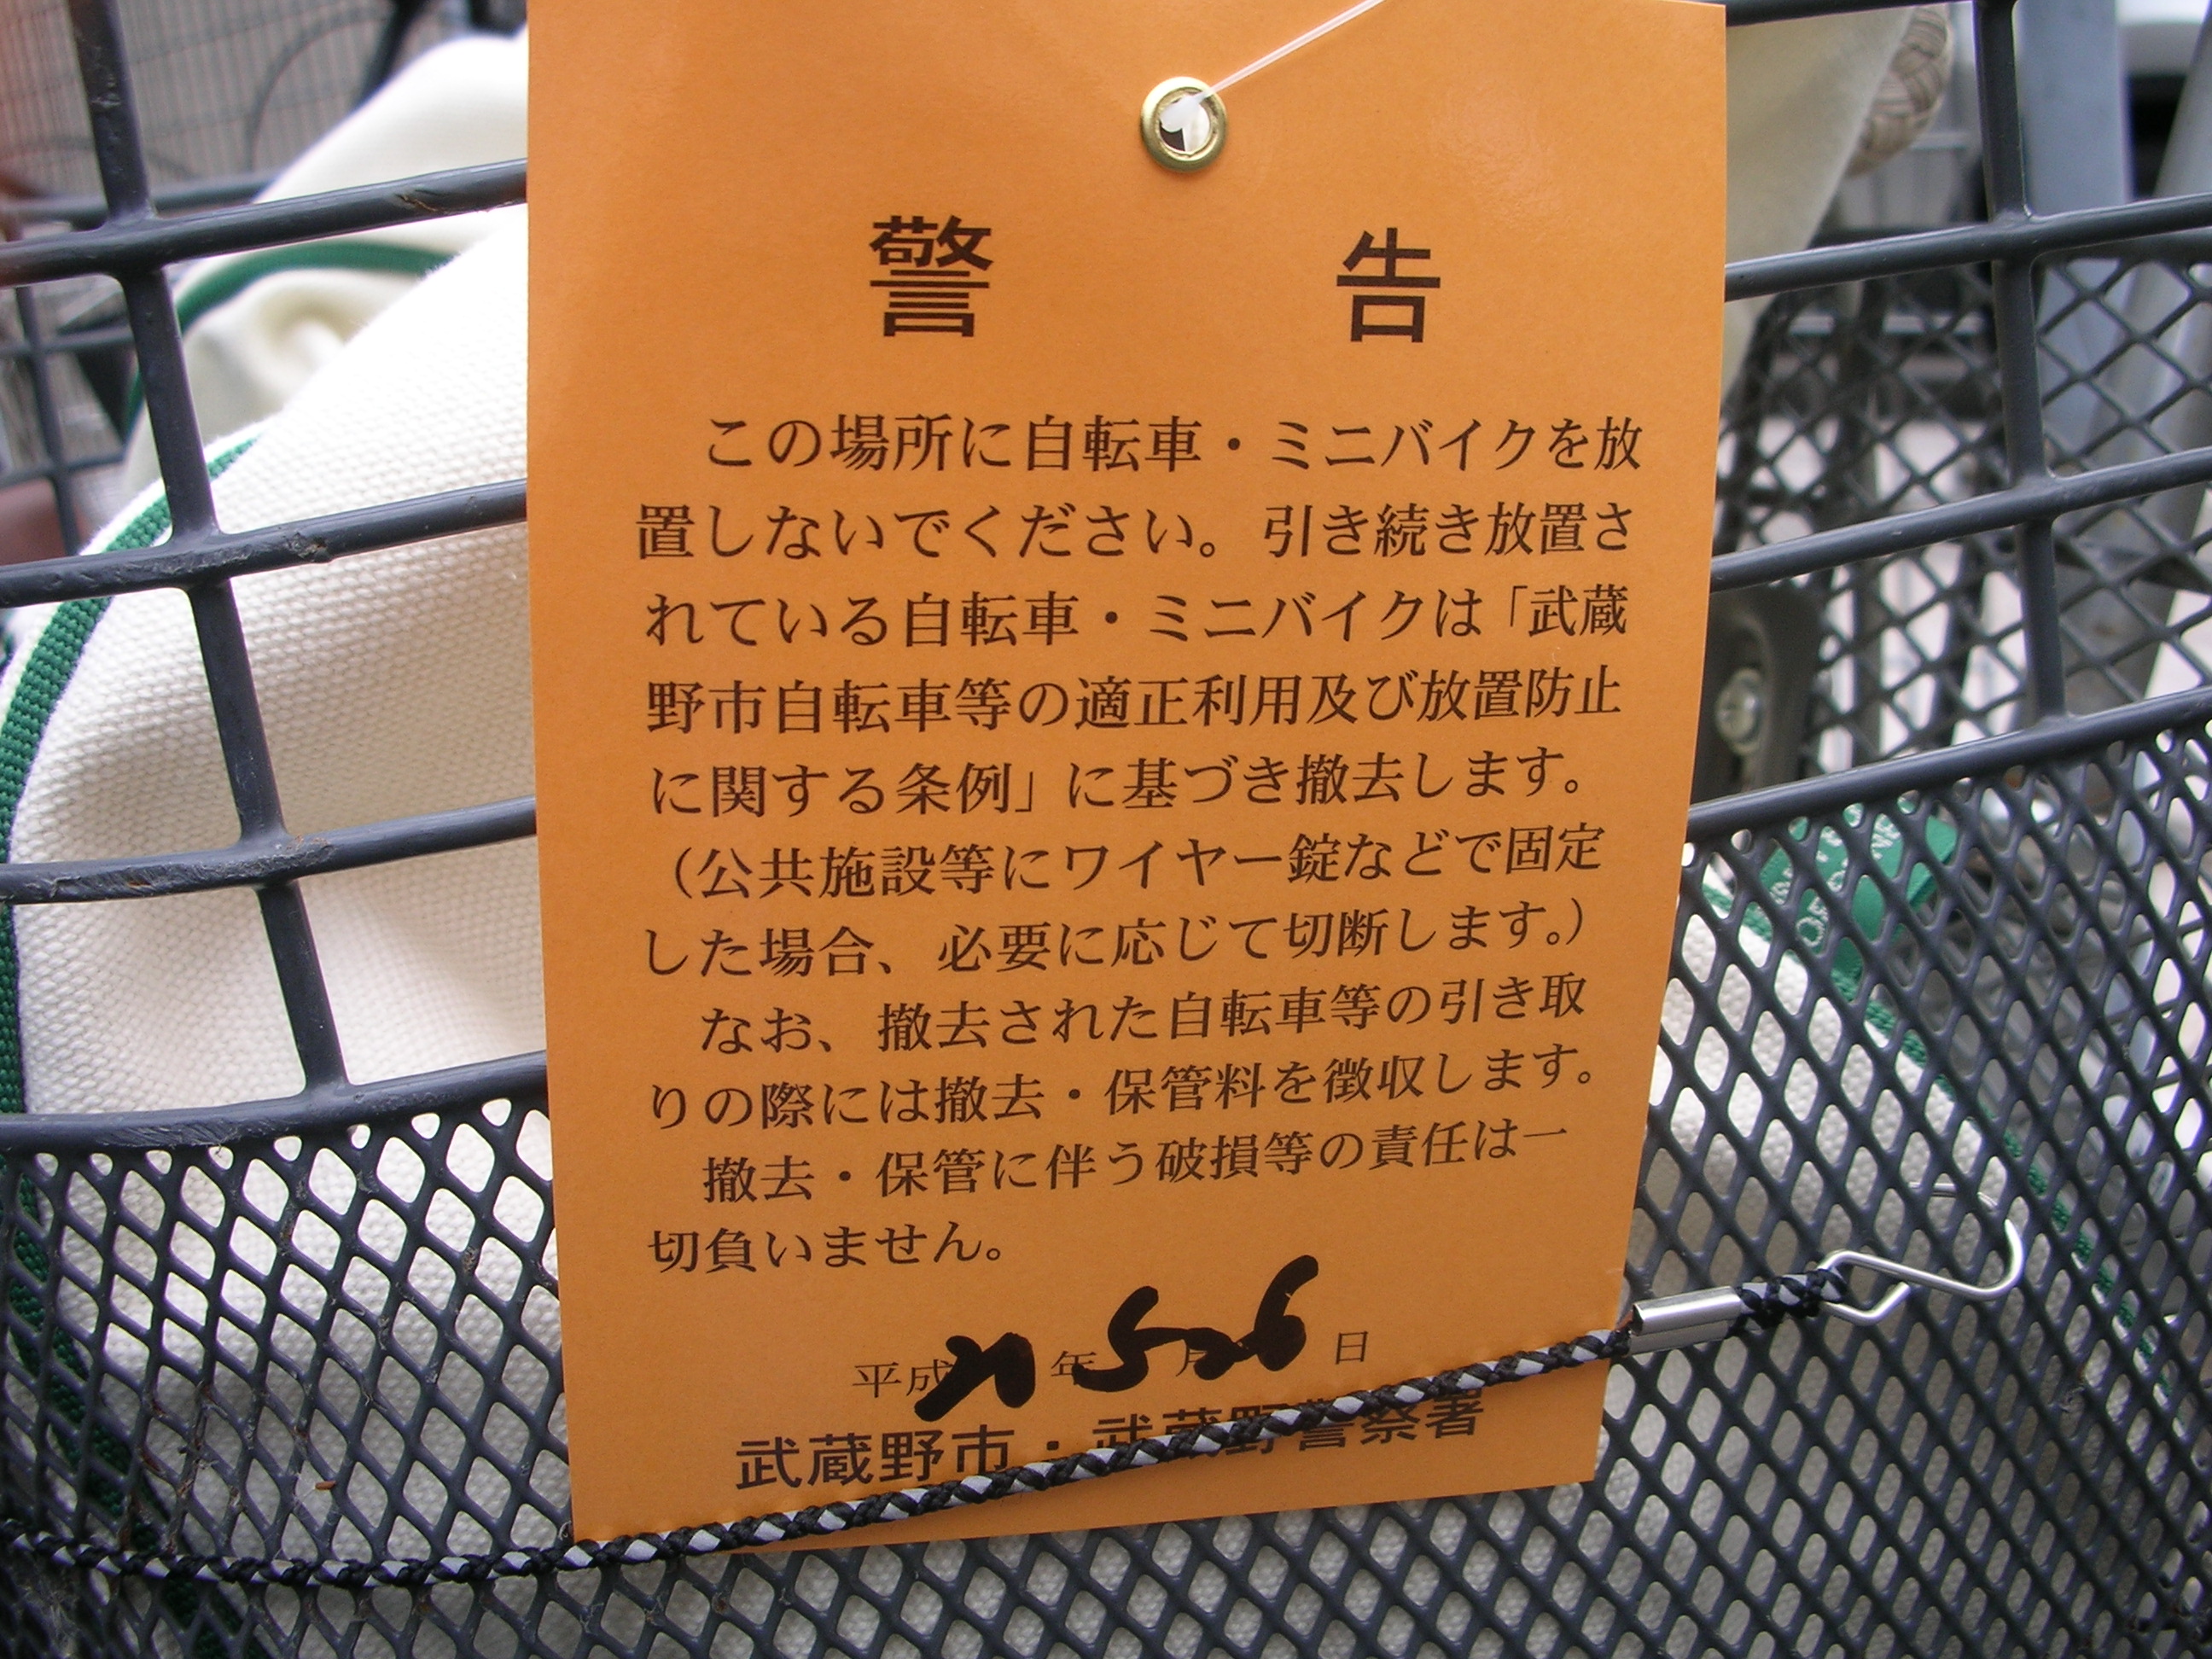 警 告
この場所に自転車・ミニバイクを放
置しないでください。引き続き放置さ
れている自転車・ミニバイクは「武蔵
野市自転車等の適正利用及び放置防止
に関する条例」に基づき撤去します。
（公共施設等にワイヤー錠などで固定
した場合、必要に応じて切断します。）
なお、撤去された自転車等の引き取
りの際には撤去・保管料を徴収します。
撤去・保管に伴う破損等の責任は一
切負いません。
平成21年5月26日
武蔵野市・武蔵野警察署